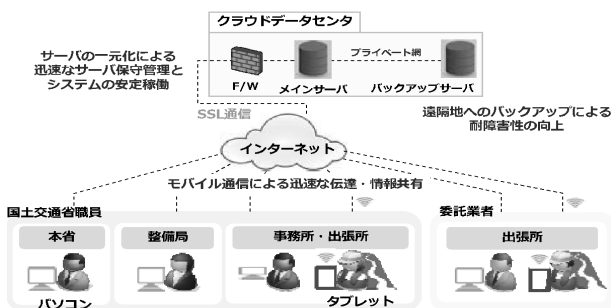 クラウドデータセンタ
サーバの一元化による
迅速なサーバ保守管理と
システムの安定稼働
プライベート網
F/W
メインサーバ
バックアップサーバ
SSL通信
遠隔地へのバックアップによる
耐障害性の向上
インターネット
モバイル通信による迅速な伝達・情報共有
国土交通省職員
委託業者
本省
整備局
事務所・出張所
出張所
パソコン
タブレット